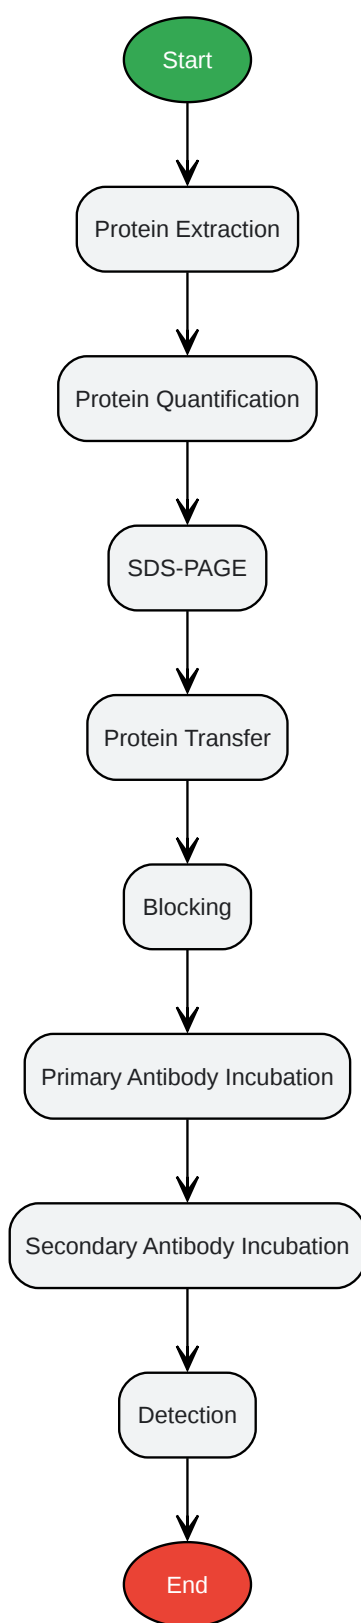 Start
Protein Extraction
Protein Quantification
SDS-PAGE
Protein Transfer
Blocking
Primary Antibody Incubation
Secondary Antibody Incubation
Detection
End